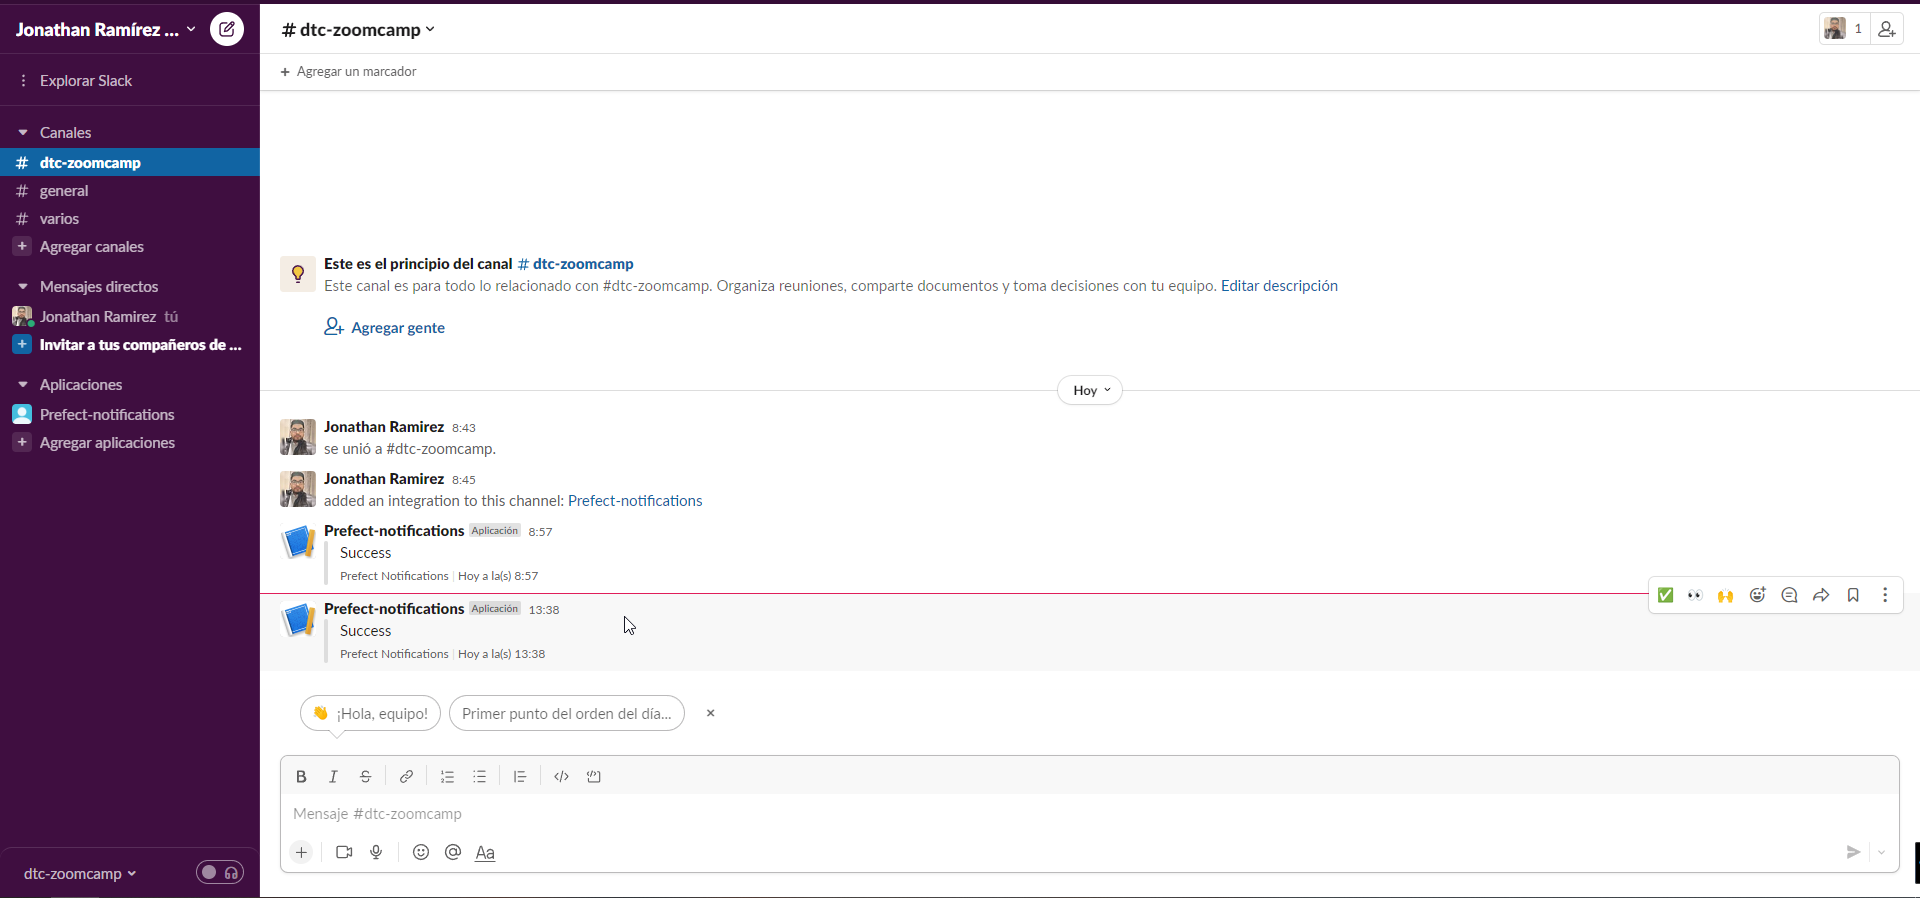 Jonathan Ramírez ...
Explorar Slack
Canales
# dtc-zoomcamp
# general
# varios
+ Agregar canales
Mensajes directos
Jonathan Ramirez tú
+ Invitar a tus compañeros de ...
Aplicaciones
Prefect-notifications
+ Agregar aplicaciones
dtc-zoomcamp
# dtc-zoomcamp
1
+ Agregar un marcador
Este es el principio del canal # dtc-zoomcamp
Este canal es para todo lo relacionado con #dtc-zoomcamp. Organiza reuniones, comparte documentos y toma decisiones con tu equipo. Editar descripción
Agregar gente
Hoy
Jonathan Ramirez 8:43
se unió a #dtc-zoomcamp.
Jonathan Ramirez 8:45
added an integration to this channel: Prefect-notifications
Prefect-notifications Aplicación 8:57
Success
Prefect Notifications | Hoy a la(s) 8:57
Prefect-notifications Aplicación 13:38
Success
Prefect Notifications | Hoy a la(s) 13:38
¡Hola, equipo! Primer punto del orden del día... ×
B I S
Mensaje #dtc-zoomcamp
+ @ Aa